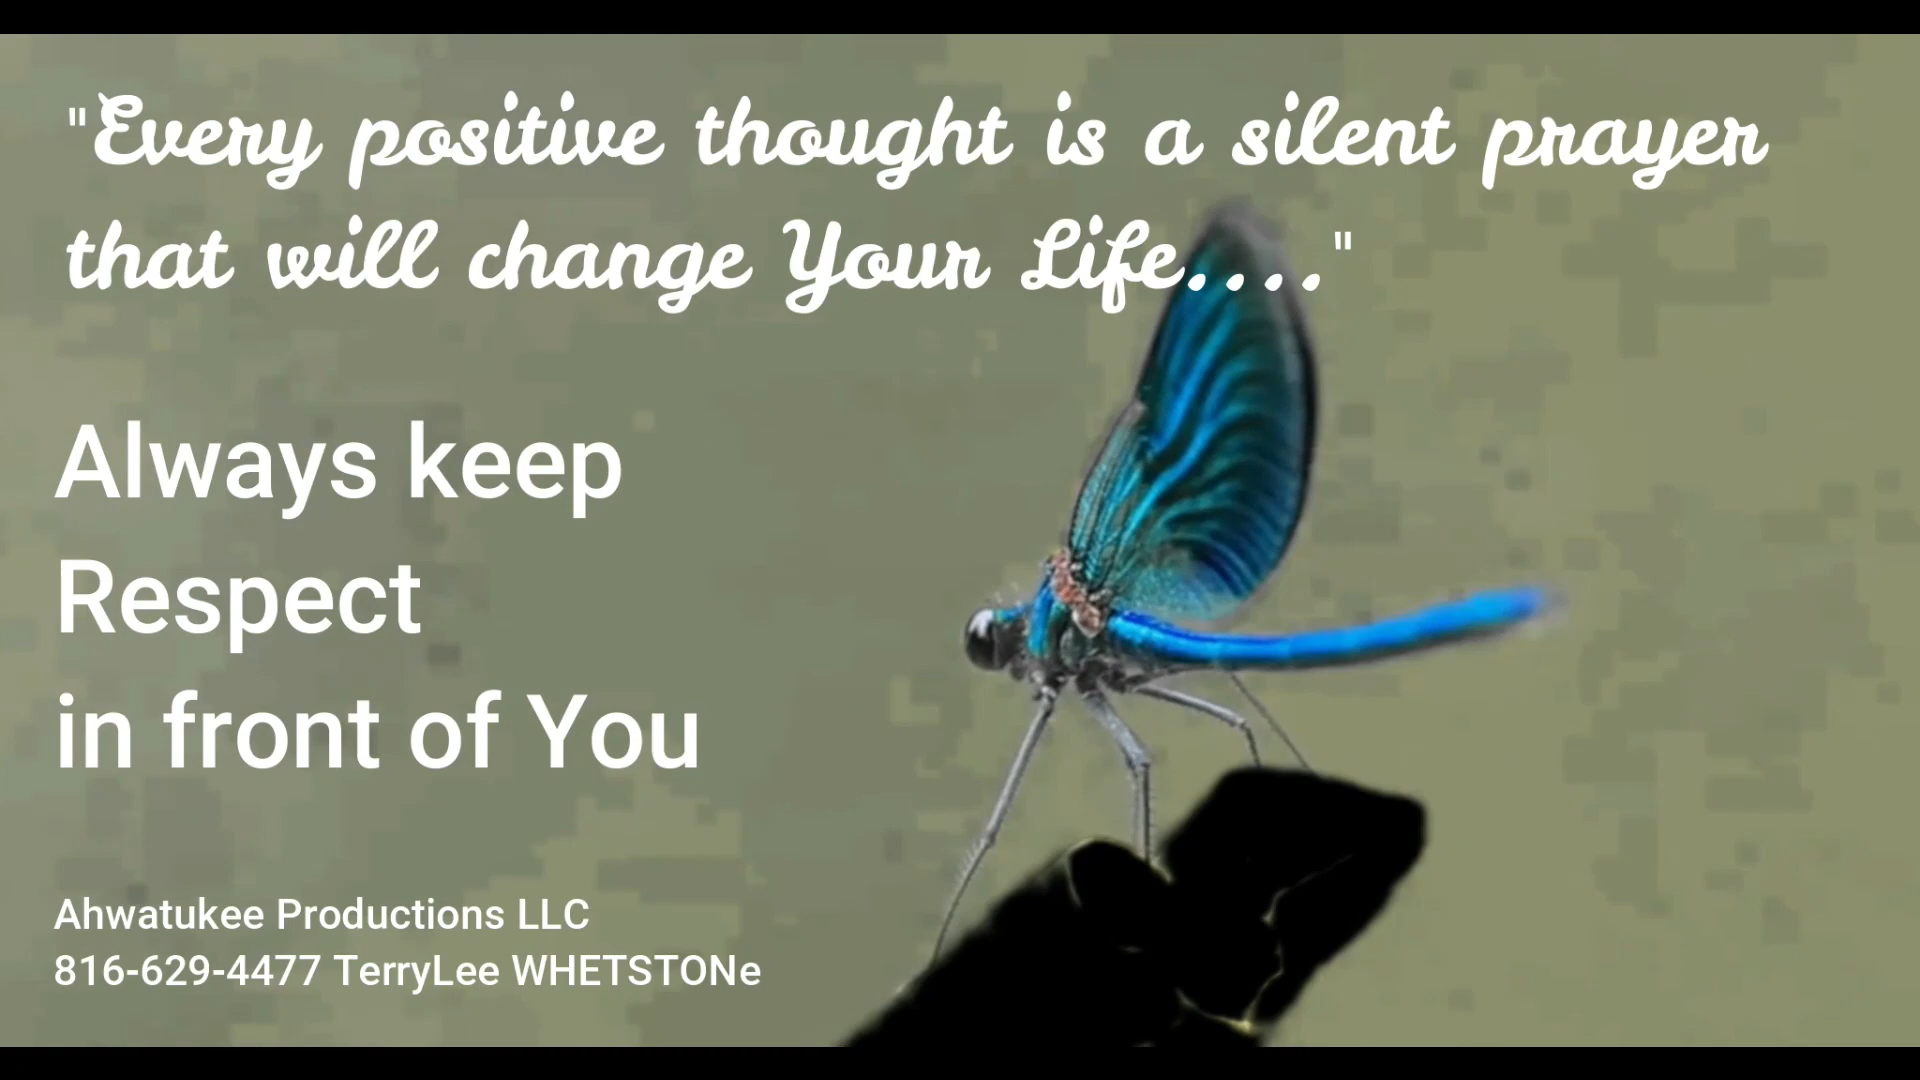 "Every positive thought is a silent prayer
that will change Your Life...."
Always keep
Respect
in front of You
Ahwatukee Productions LLC
816-629-4477 TerryLee WHETSTONe